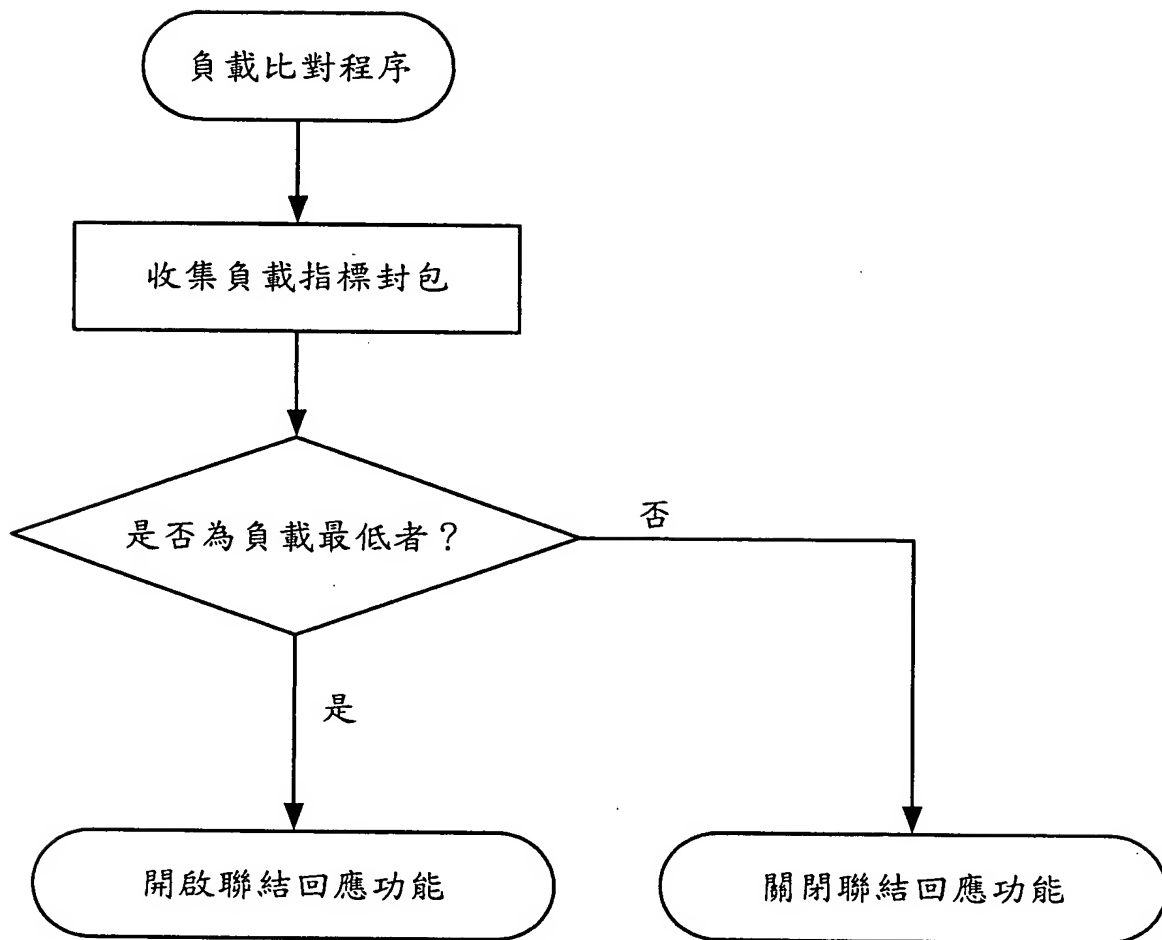 負載比對程序
收集負載指標封包
是否為負載最低者？
否
是
開啟聯結回應功能
關閉聯結回應功能